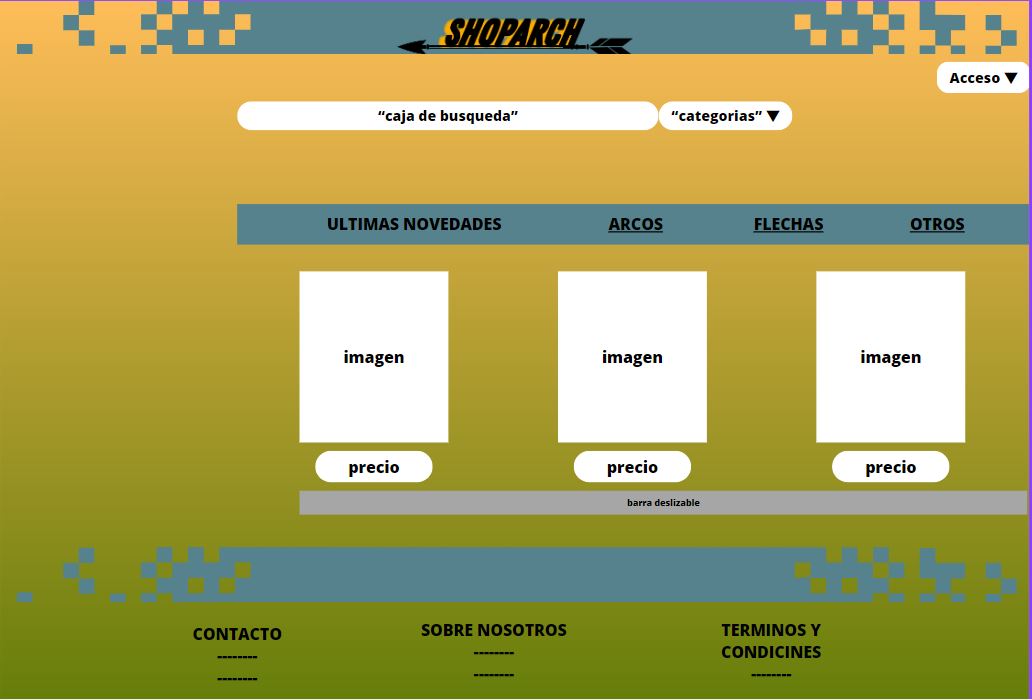 SHOPARCH
Acceso ▼
“caja de busqueda”
“categorias” ▼
ULTIMAS NOVEDADES
ARCOS
FLECHAS
OTROS
imagen
imagen
imagen
precio
precio
precio
barra deslizable
CONTACTO
--------
--------
SOBRE NOSOTROS
--------
--------
TERMINOS Y
CONDICINES
--------